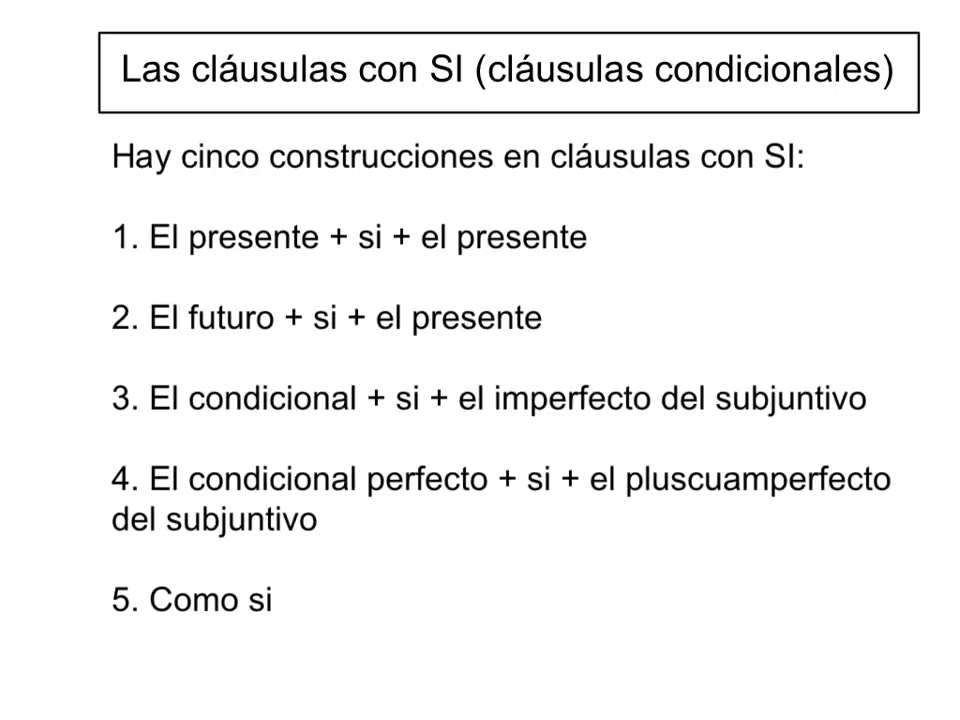 Las cláusulas con SI (cláusulas condicionales)
Hay cinco construcciones en cláusulas con SI:
1. El presente + si + el presente
2. El futuro + si + el presente
3. El condicional + si + el imperfecto del subjuntivo
4. El condicional perfecto + si + el pluscuamperfecto
del subjuntivo
5. Como si